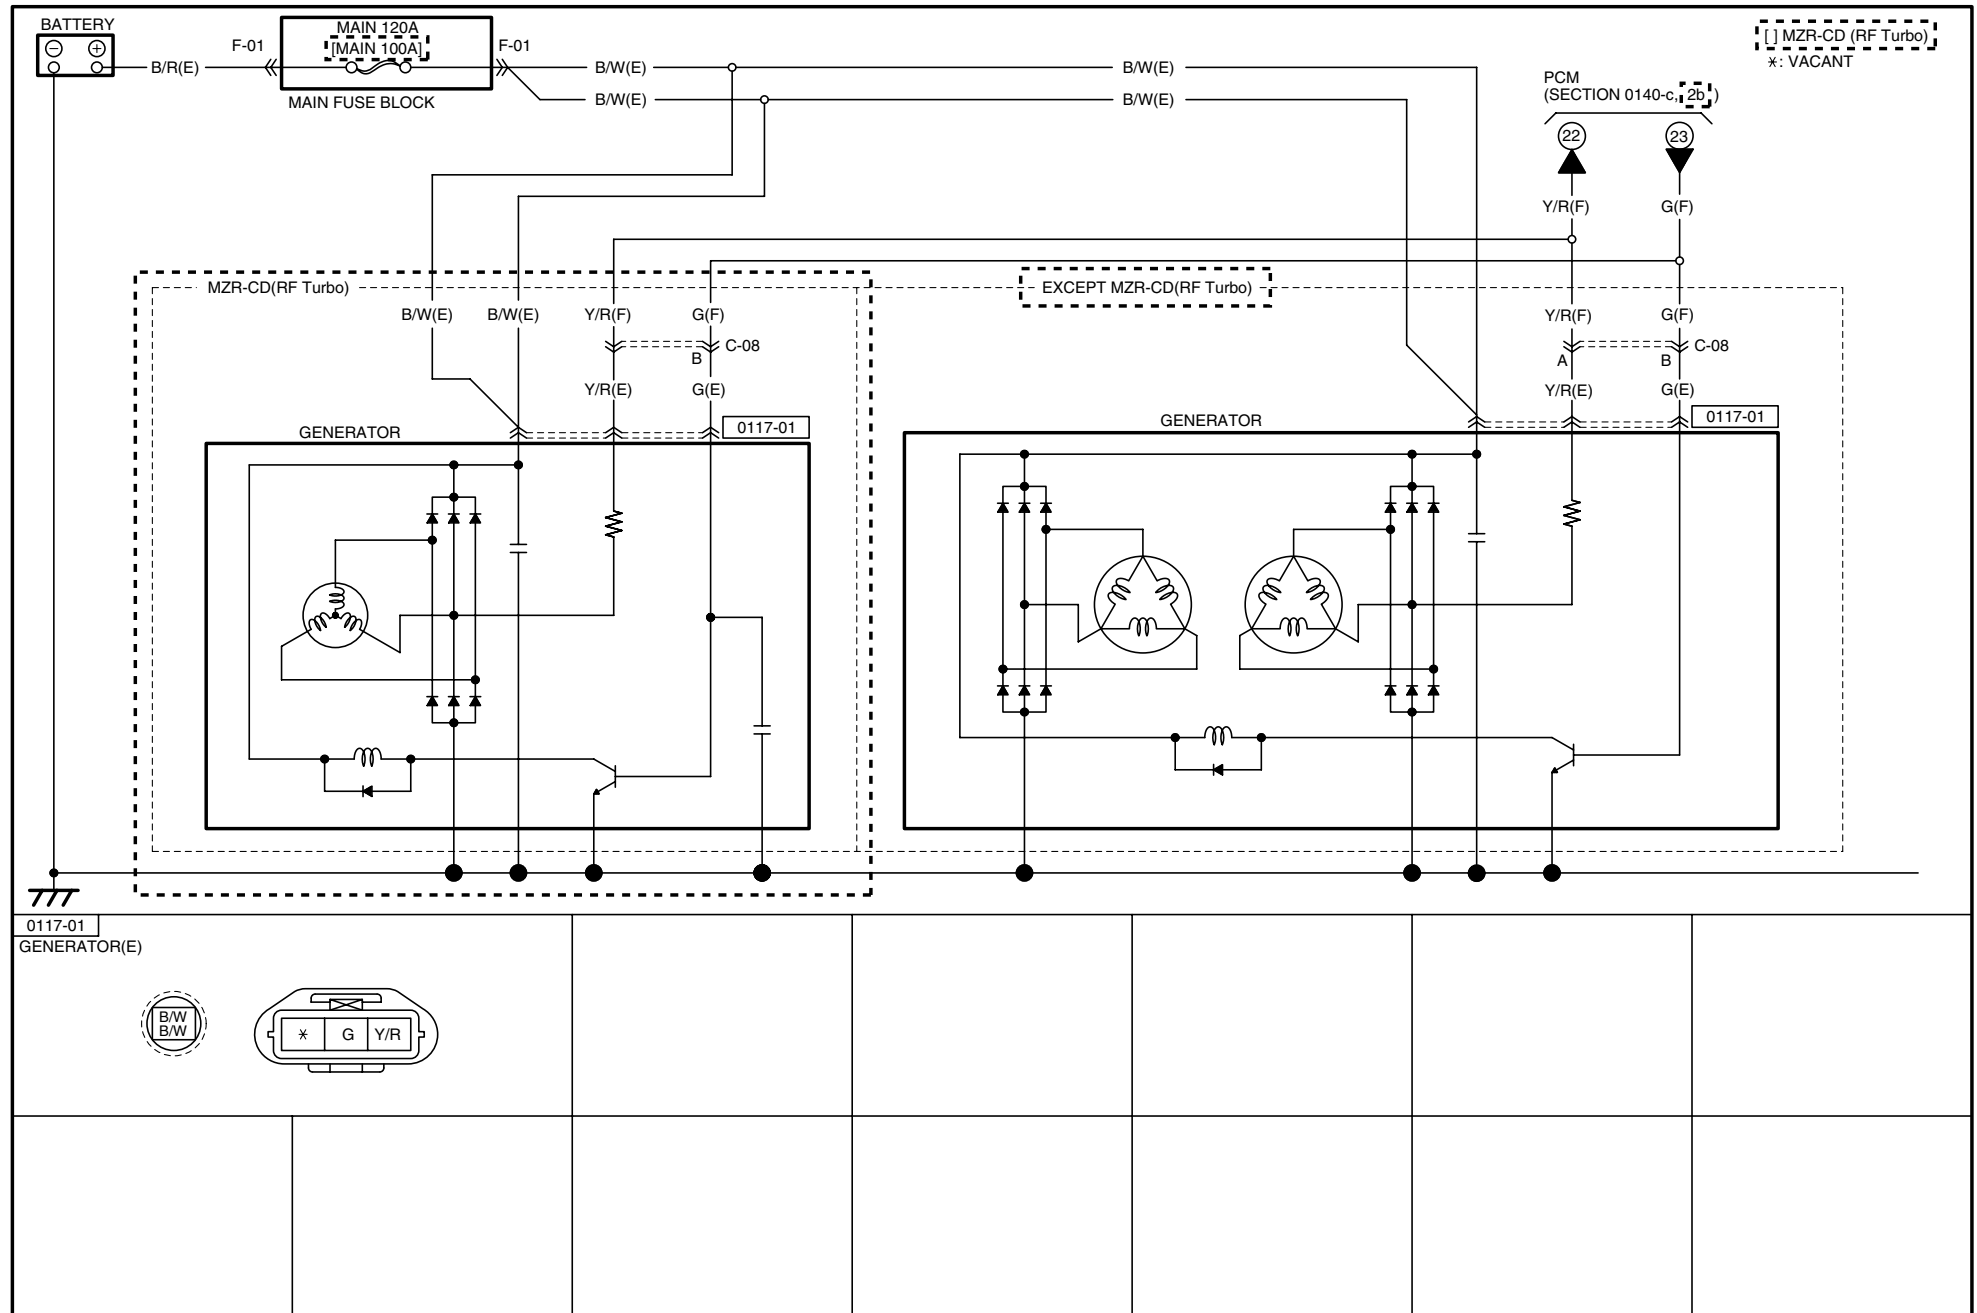 BATTERY
MAIN 120A
[MAIN 100A]
F-01
F-01
B/R(E)
MAIN FUSE BLOCK
B/W(E)
B/W(E)
B/W(E)
B/W(E)
[ ] MZR-CD (RF Turbo)
*: VACANT
PCM
(SECTION 0140-c, 2b )
22
23
Y/R(F)
G(F)
MZR-CD(RF Turbo)
EXCEPT MZR-CD(RF Turbo)
B/W(E)
B/W(E)
Y/R(F)
G(F)
Y/R(F)
G(F)
C-08
B
C-08
A
B
Y/R(E)
G(E)
Y/R(E)
G(E)
GENERATOR
0117-01
GENERATOR
0117-01
0117-01
GENERATOR(E)
B/W
B/W
*
G
Y/R